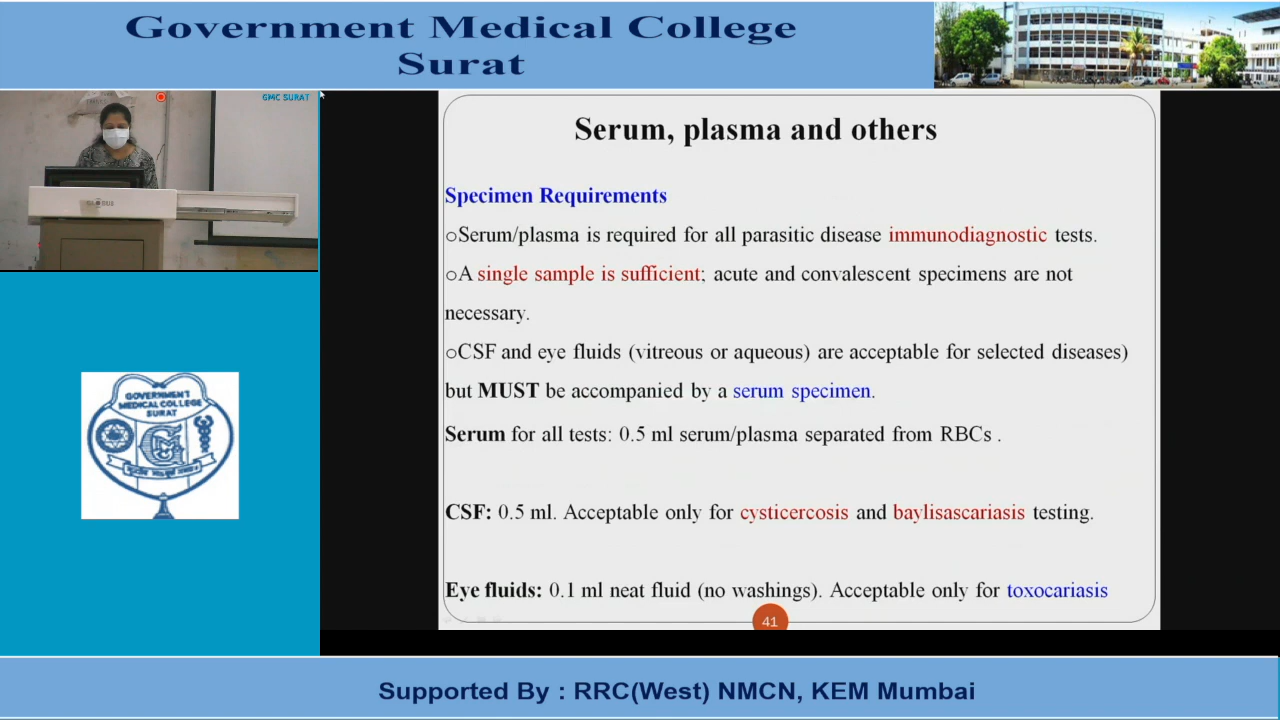 Government Medical College
Surat
GMC SURAT
Serum, plasma and others
Specimen Requirements
oSerum/plasma is required for all parasitic disease immunodiagnostic tests.
oA single sample is sufficient; acute and convalescent specimens are not
necessary.
oCSF and eye fluids (vitreous or aqueous) are acceptable for selected diseases)
but MUST be accompanied by a serum specimen.
Serum for all tests: 0.5 ml serum/plasma separated from RBCs .
CSF: 0.5 ml. Acceptable only for cysticercosis and baylisascariasis testing.
Eye fluids: 0.1 ml neat fluid (no washings). Acceptable only for toxocariasis
41
GOVERNMENT
MEDICAL COLLEGE
SURAT
Supported By : RRC(West) NMCN, KEM Mumbai